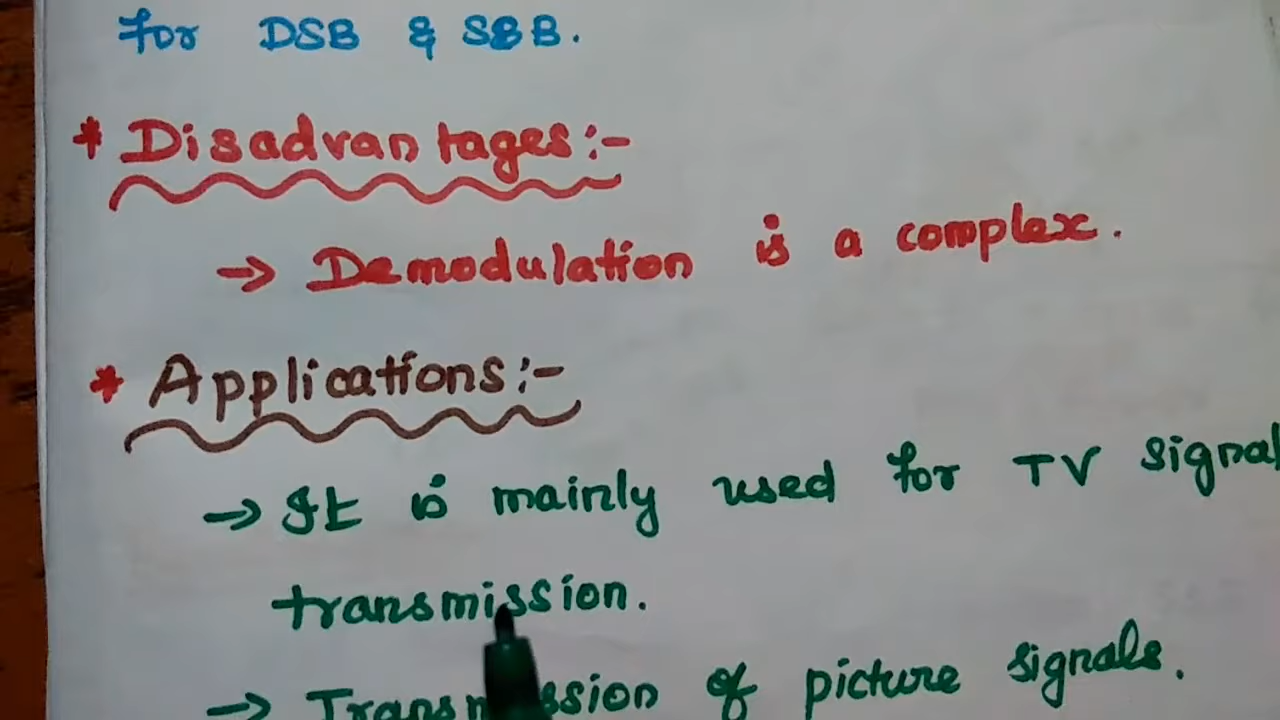 for DSB & SSB.
* Disadvantages:-
→ Demodulation is a complex.
* Applications:-
→ It is mainly used for TV signal
transmission.
→ Transmission of picture signals.